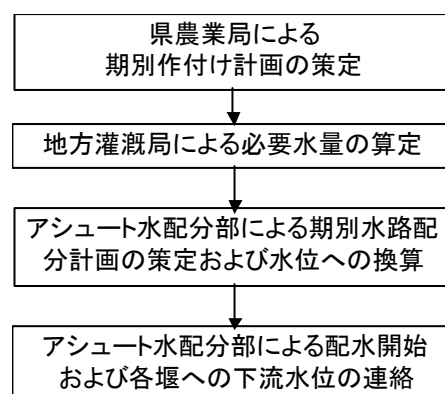 県農業局による
期別作付け計画の策定
地方灌漑局による必要水量の算定
アシュート水配分部による期別水路配
分計画の策定および水位への換算
アシュート水配分部による配水開始
および各堰への下流水位の連絡